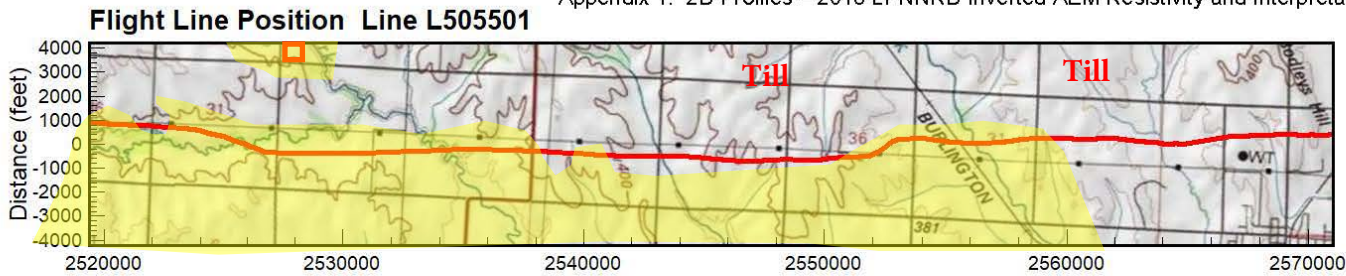 Appendix 1. 2D Profiles - 2016 LPNNRD Inverted AEM Resistivity and Interpreta
Flight Line Position Line L505501
Distance (feet)
4000
3000
2000
1000
0
-1000
-2000
-3000
-4000
Till
Till
31
36
31
BURLINGTON
WT
1400
381
2520000
2530000
2540000
2550000
2560000
2570000